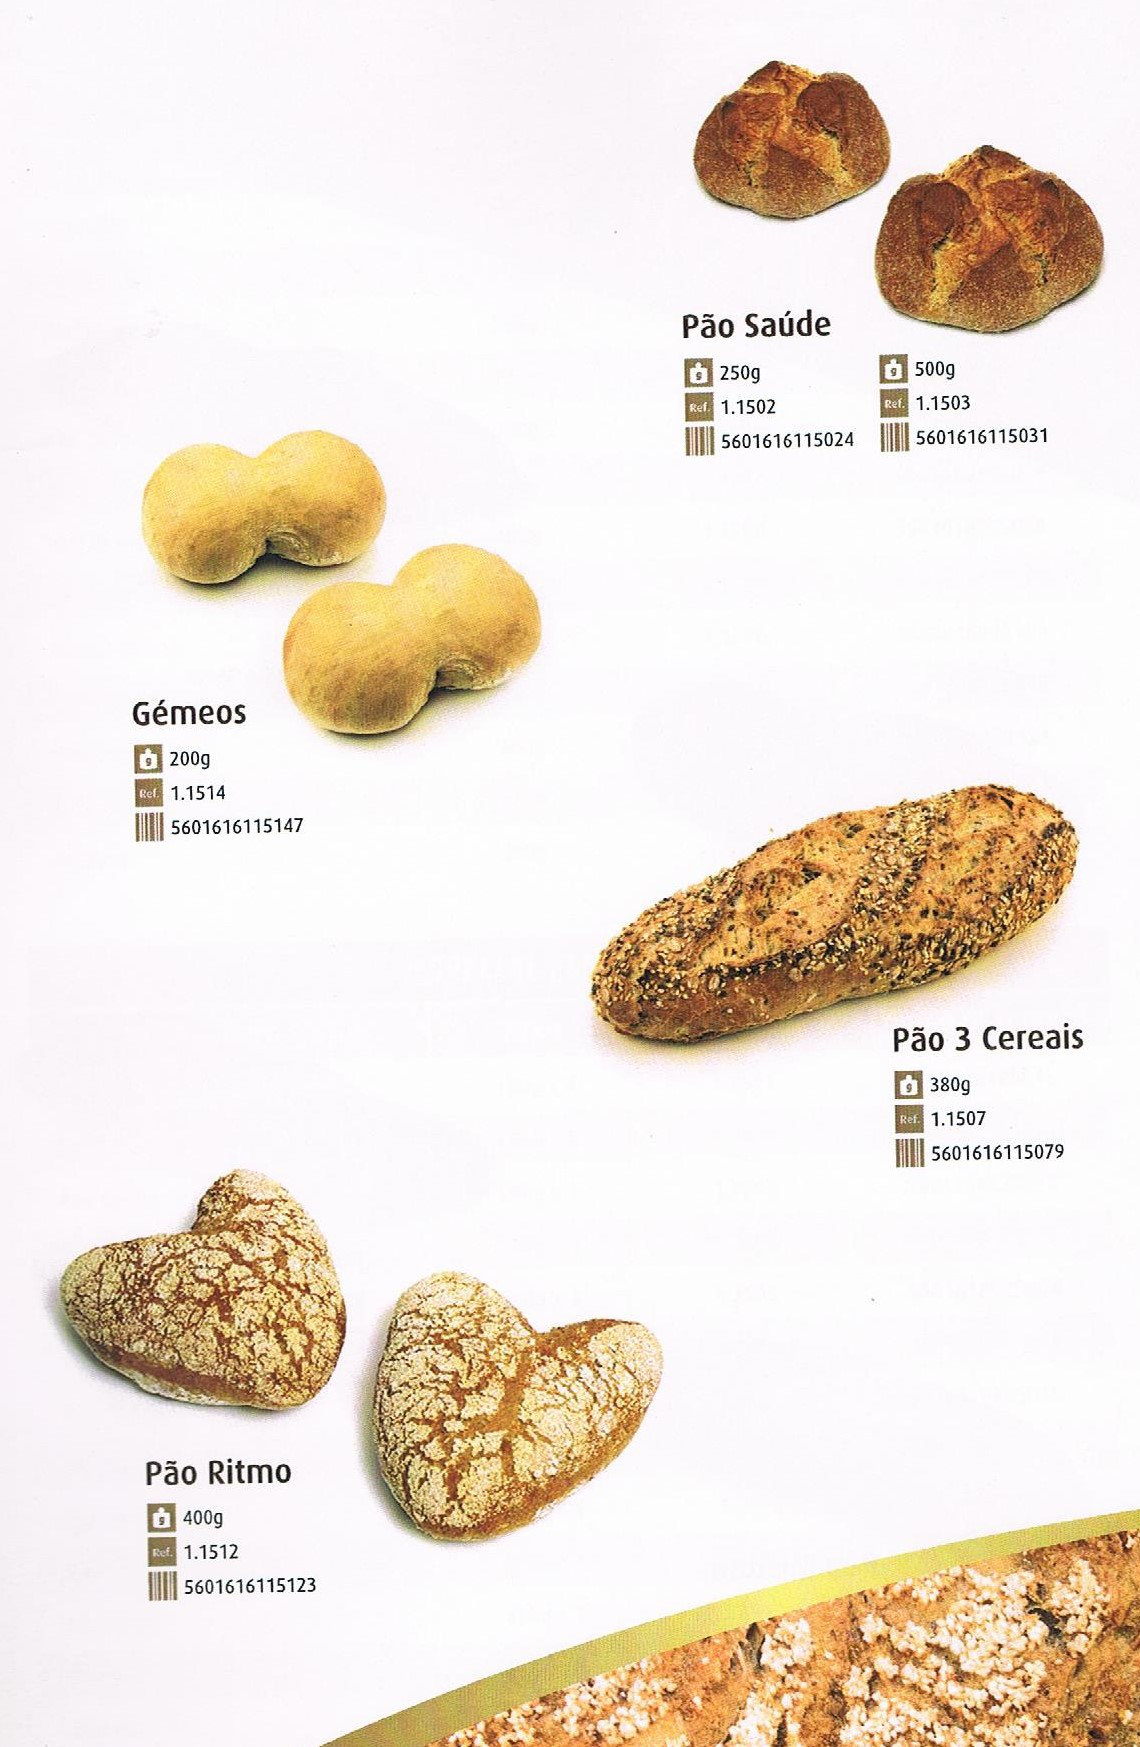 Pão Saúde
g 250g
g 500g
Ref. 1.1502
Ref. 1.1503
5601616115024
5601616115031
Gémeos
g 200g
Ref. 1.1514
5601616115147
Pão 3 Cereais
g 380g
Ref. 1.1507
5601616115079
Pão Ritmo
g 400g
Ref. 1.1512
5601616115123